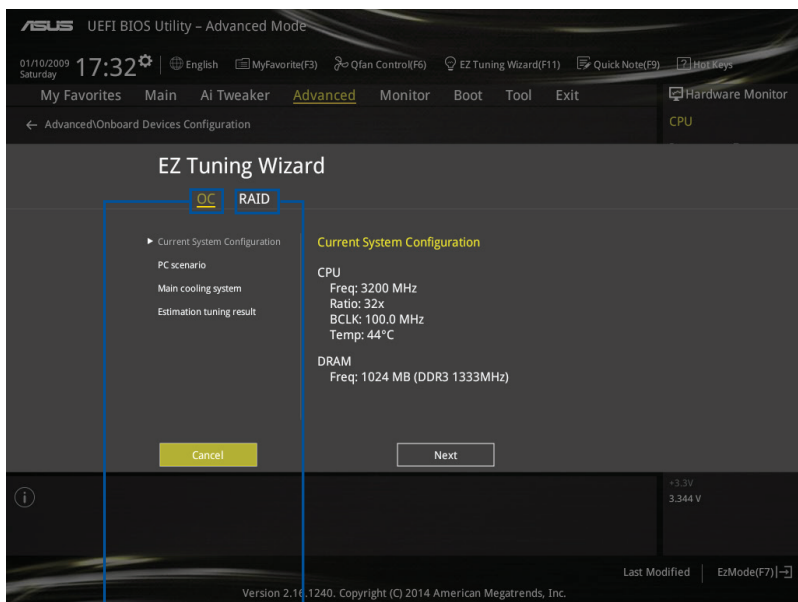 ASUS UEFI BIOS Utility – Advanced Mode
01/10/2009 Saturday 17:32 English MyFavorite(F3) Qfan Control(F6) EZ Tuning Wizard(F11) Quick Note(F9) ? Hot Keys
My Favorites Main Ai Tweaker Advanced Monitor Boot Tool Exit Hardware Monitor
← Advanced\Onboard Devices Configuration CPU
EZ Tuning Wizard
OC RAID
Current System Configuration
PC scenario
Main cooling system
Estimation tuning result
Current System Configuration
CPU
Freq: 3200 MHz
Ratio: 32x
BCLK: 100.0 MHz
Temp: 44°C
DRAM
Freq: 1024 MB (DDR3 1333MHz)
Cancel Next
+3.3V
3.344 V
Last Modified EzMode(F7)
Version 2.16.1240. Copyright (C) 2014 American Megatrends, Inc.